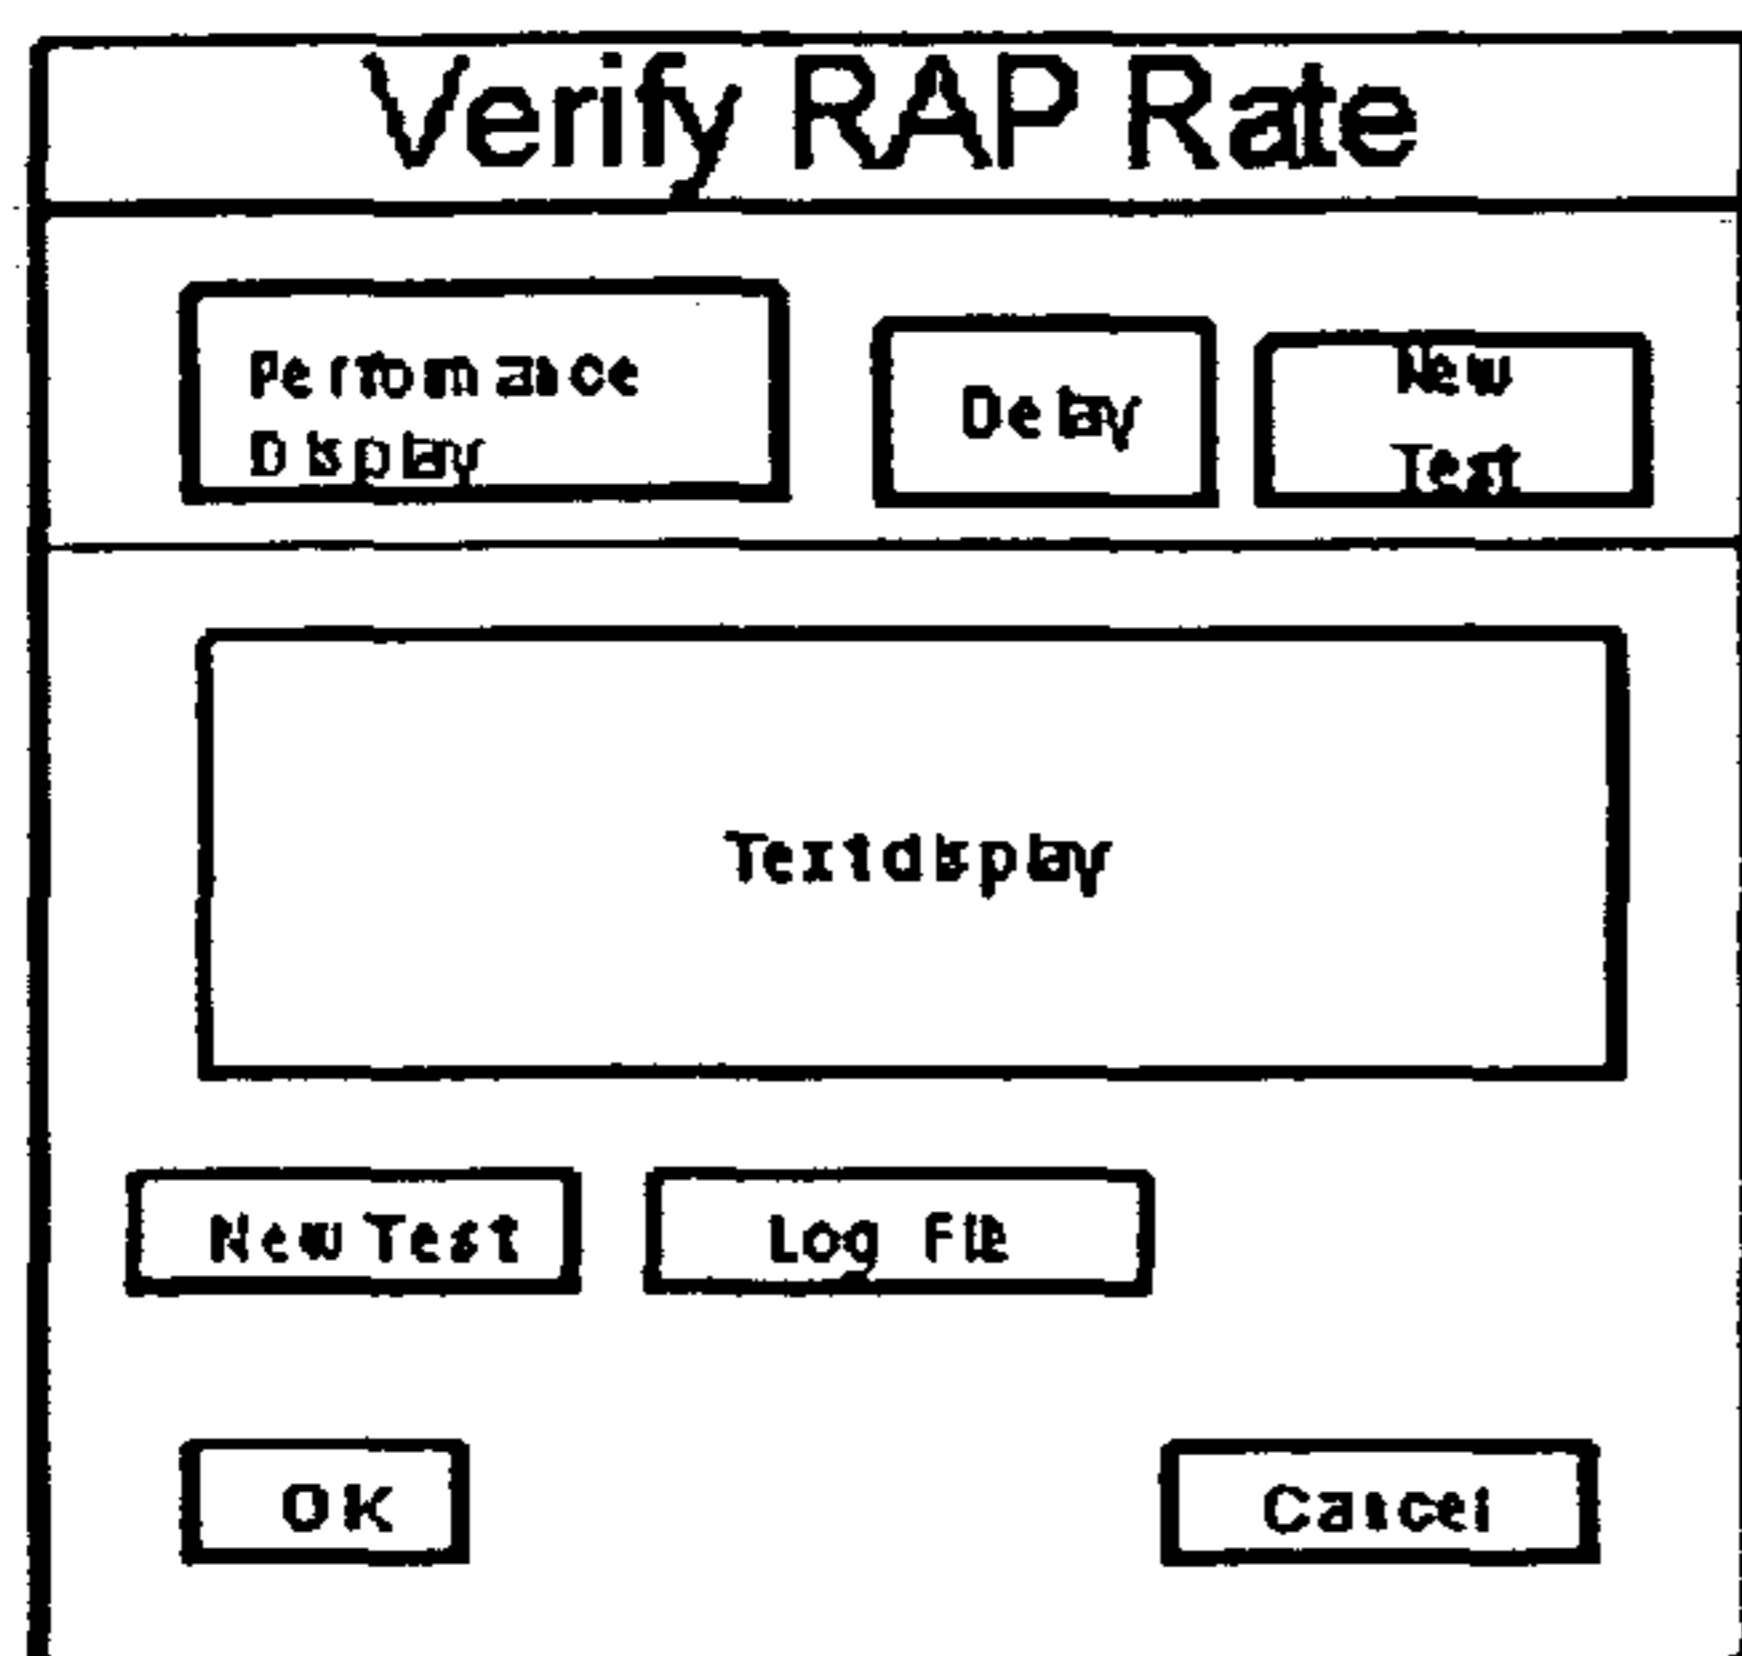 Verify RAP Rate
Performance
Display
Delay
New
Test
Text display
New Test
Log File
OK
Cancel